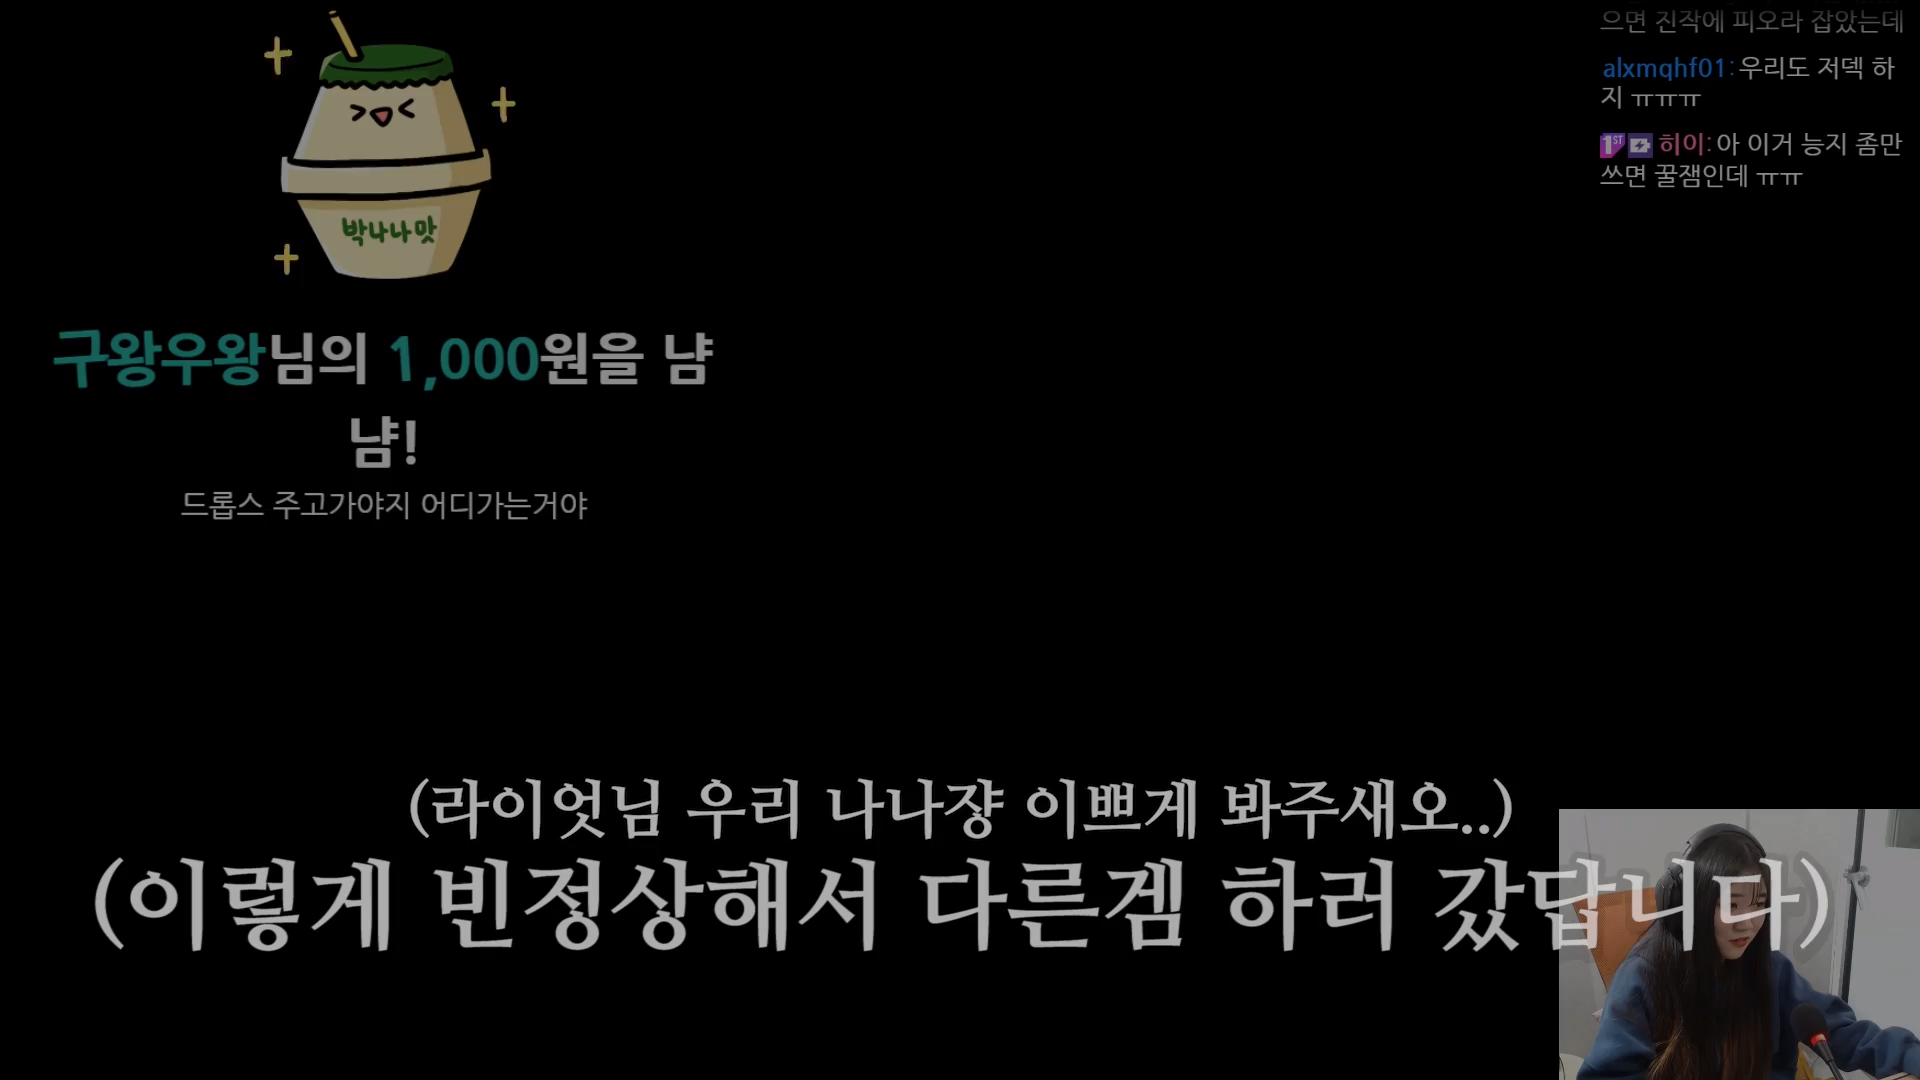 박나나맛
구왕우왕님의 1,000원을 냠
냠!
드롭스 주고가야지 어디가는거야
으면 진작에 피오라 잡았는데
alxmqhf01: 우리도 저덱 하
지 ㅠㅠㅠ
1ST 히이: 아 이거 능지 좀만
쓰면 꿀잼인데 ㅠㅠ
(라이엇님 우리 나나쟝 이쁘게 봐주새오..)
(이렇게 빈정상해서 다른겜 하러 갔답니다)